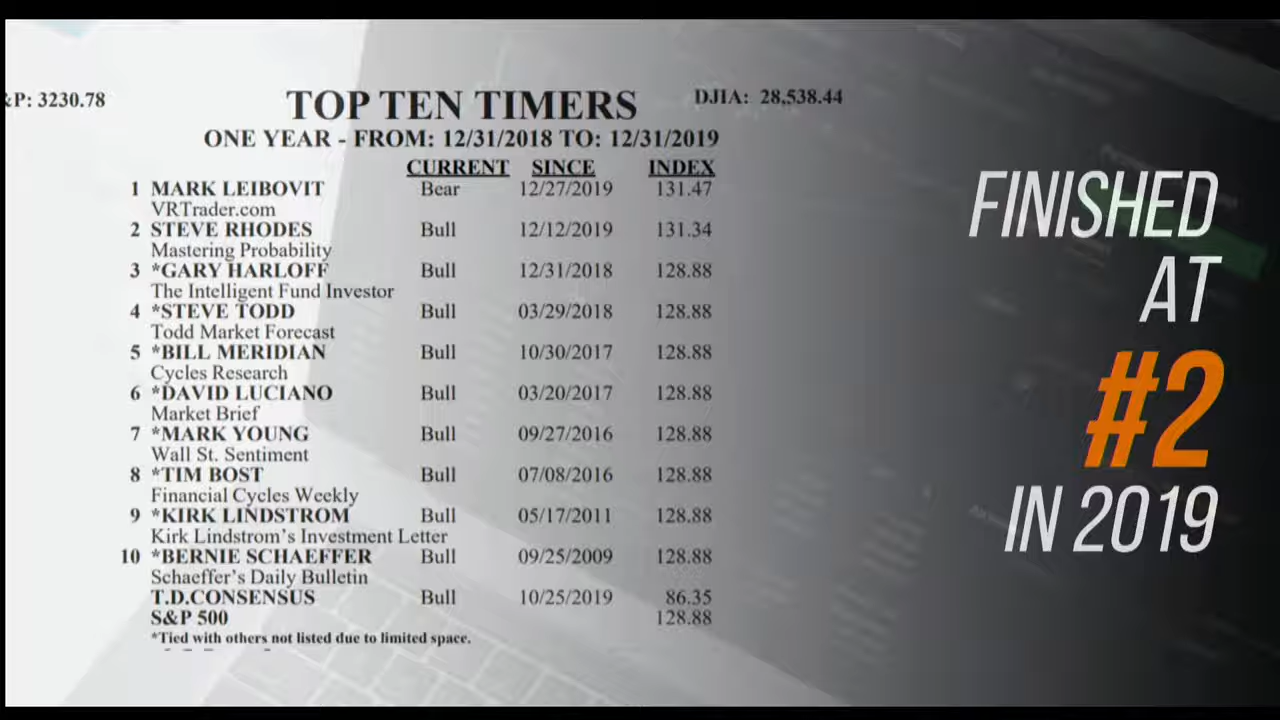 &P: 3230.78
TOP TEN TIMERS
DJIA: 28,538.44
ONE YEAR - FROM: 12/31/2018 TO: 12/31/2019
CURRENT SINCE INDEX
1 MARK LEIBOVIT Bear 12/27/2019 131.47
VRTrader.com
2 STEVE RHODES Bull 12/12/2019 131.34
Mastering Probability
3 *GARY HARLOFF Bull 12/31/2018 128.88
The Intelligent Fund Investor
4 *STEVE TODD Bull 03/29/2018 128.88
Todd Market Forecast
5 *BILL MERIDIAN Bull 10/30/2017 128.88
Cycles Research
6 *DAVID LUCIANO Bull 03/20/2017 128.88
Market Brief
7 *MARK YOUNG Bull 09/27/2016 128.88
Wall St. Sentiment
8 *TIM BOST Bull 07/08/2016 128.88
Financial Cycles Weekly
9 *KIRK LINDSTROM Bull 05/17/2011 128.88
Kirk Lindstrom's Investment Letter
10 *BERNIE SCHAEFFER Bull 09/25/2009 128.88
Schaeffer's Daily Bulletin
T.D.CONSENSUS Bull 10/25/2019 86.35
S&P 500 128.88
*Tied with others not listed due to limited space.
FINISHED
AT
#2
IN 2019